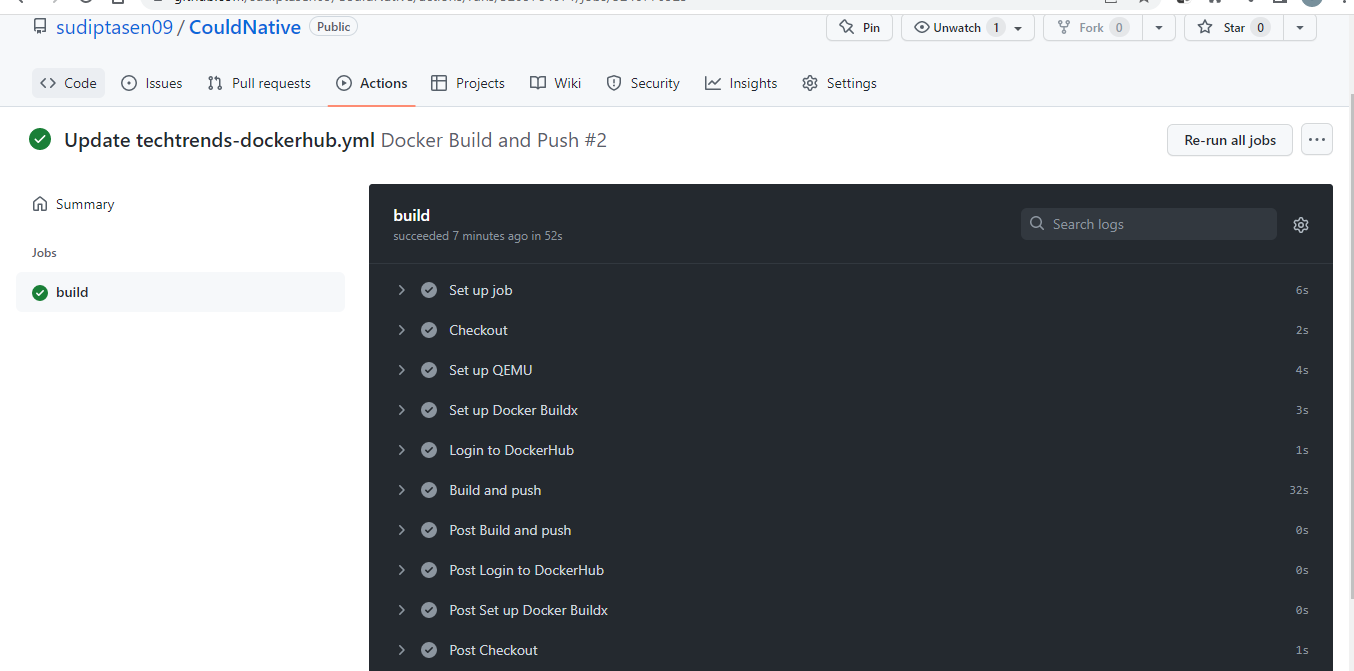 sudiptasen09 / CouldNative Public Pin Unwatch 1 Fork 0 Star 0
Code Issues Pull requests Actions Projects Wiki Security Insights Settings
Update techtrends-dockerhub.yml Docker Build and Push #2 Re-run all jobs
Summary
Jobs
build
build
succeeded 7 minutes ago in 52s
Search logs
Set up job 6s
Checkout 2s
Set up QEMU 4s
Set up Docker Buildx 3s
Login to DockerHub 1s
Build and push 32s
Post Build and push 0s
Post Login to DockerHub 0s
Post Set up Docker Buildx 0s
Post Checkout 1s